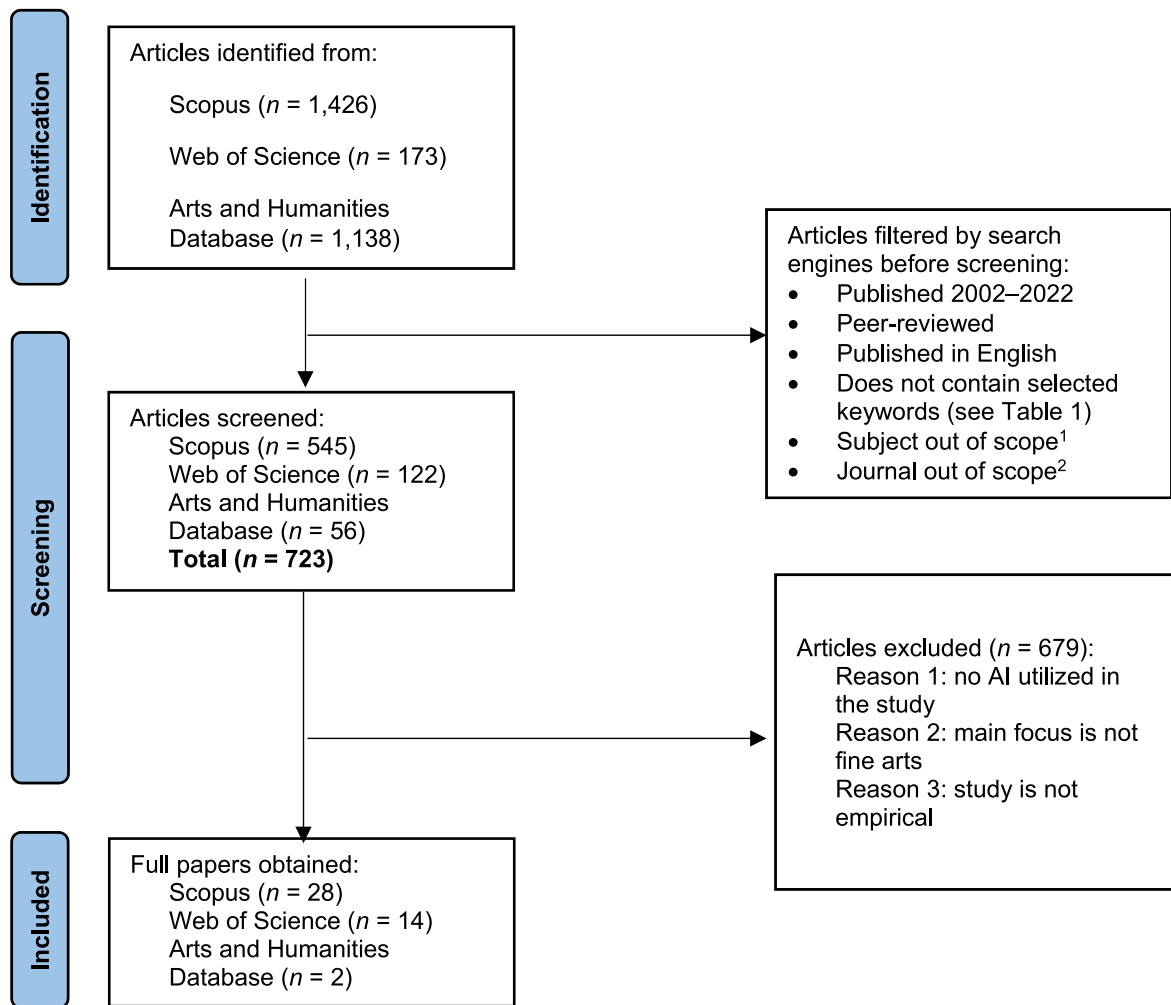 Identification
Articles identified from:
Scopus (n = 1,426)
Web of Science (n = 173)
Arts and Humanities
Database (n = 1,138)
Articles filtered by search
engines before screening:
• Published 2002–2022
• Peer-reviewed
• Published in English
• Does not contain selected
keywords (see Table 1)
• Subject out of scope¹
• Journal out of scope²
Screening
Articles screened:
Scopus (n = 545)
Web of Science (n = 122)
Arts and Humanities
Database (n = 56)
Total (n = 723)
Articles excluded (n = 679):
Reason 1: no AI utilized in
the study
Reason 2: main focus is not
fine arts
Reason 3: study is not
empirical
Included
Full papers obtained:
Scopus (n = 28)
Web of Science (n = 14)
Arts and Humanities
Database (n = 2)